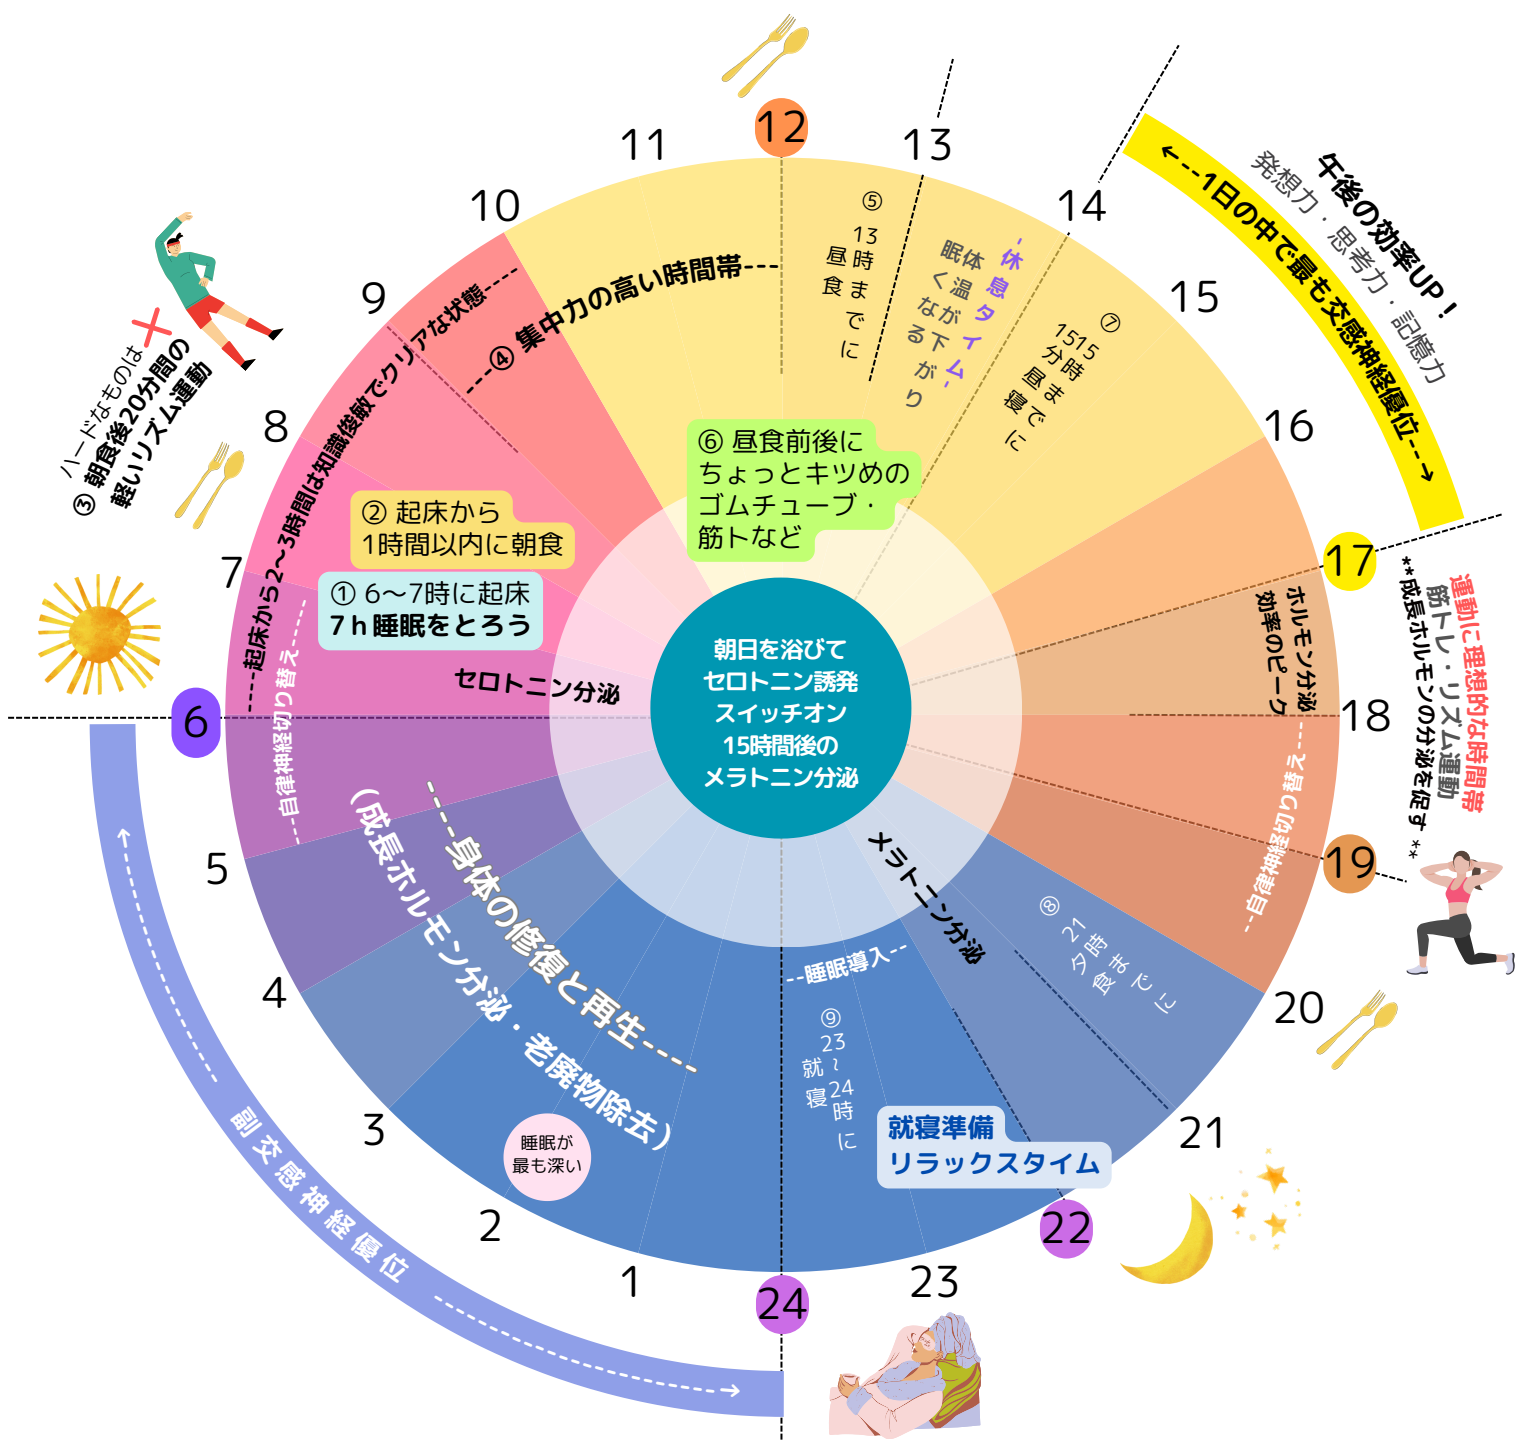 12
13
14
15
16
17
18
19
20
21
22
23
24
1
2
3
4
5
6
7
8
9
10
11
午後の効率UP！
発想力・思考力・記憶力
←---1日の中で最も交感神経優位---→
運動に理想的な時間帯
筋トレ・リズム運動
**成長ホルモンの分泌を促す **
ハードなものは
③ 朝食後20分間の
軽いリズム運動
----起床から2〜3時間は知識俊敏でクリアな状態----
---④ 集中力の高い時間帯---
⑤
13時までに
昼食
-休息タイム-
体温が下がり
眠くなる
⑦
1515
分時
昼ま
寝で
に
⑥ 昼食前後に
ちょっとキツめの
ゴムチューブ・
筋トなど
② 起床から
1時間以内に朝食
① 6〜7時に起床
7ｈ睡眠をとろう
セロトニン分泌
--自律神経切り替え---
朝日を浴びて
セロトニン誘発
スイッチオン
15時間後の
メラトニン分泌
ホルモン分泌
効率のピーク
--自律神経切り替え---
メラトニン分泌
⑧
21時までに
夕食
--睡眠導入--
⑨
23~24時に
就寝
就寝準備
リラックスタイム
----身体の修復と再生----
（成長ホルモン分泌・老廃物除去）
睡眠が
最も深い
副交感神経優位